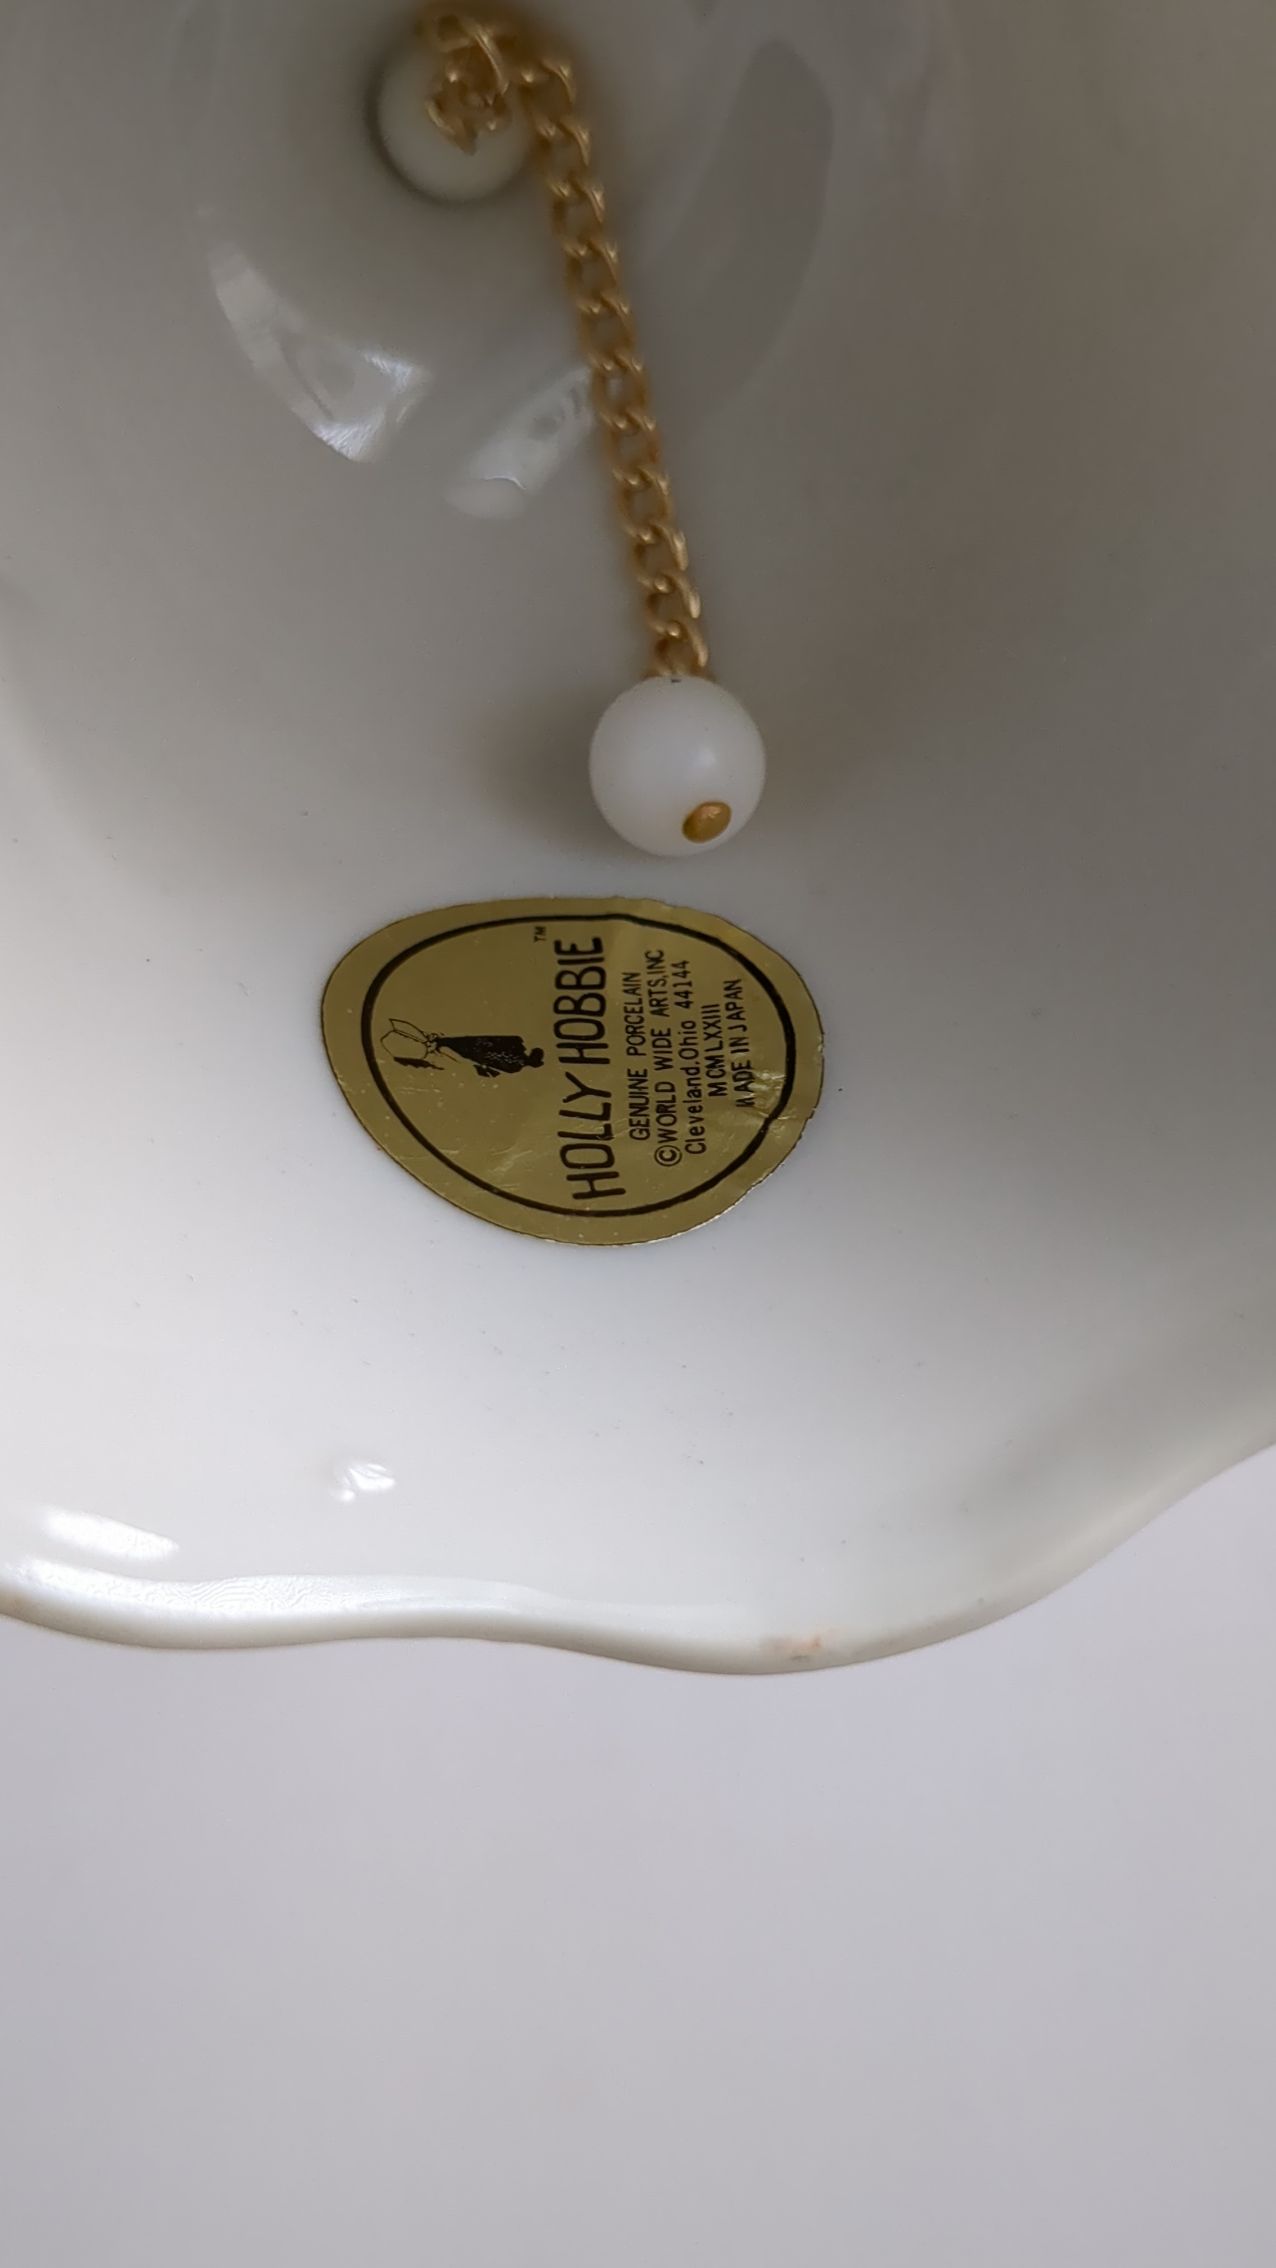 HOLLY HOBBIE™
GENUINE PORCELAIN
©WORLD WIDE ARTS,INC
Cleveland.Ohio 44144
MCMLXXIII
MADE IN JAPAN